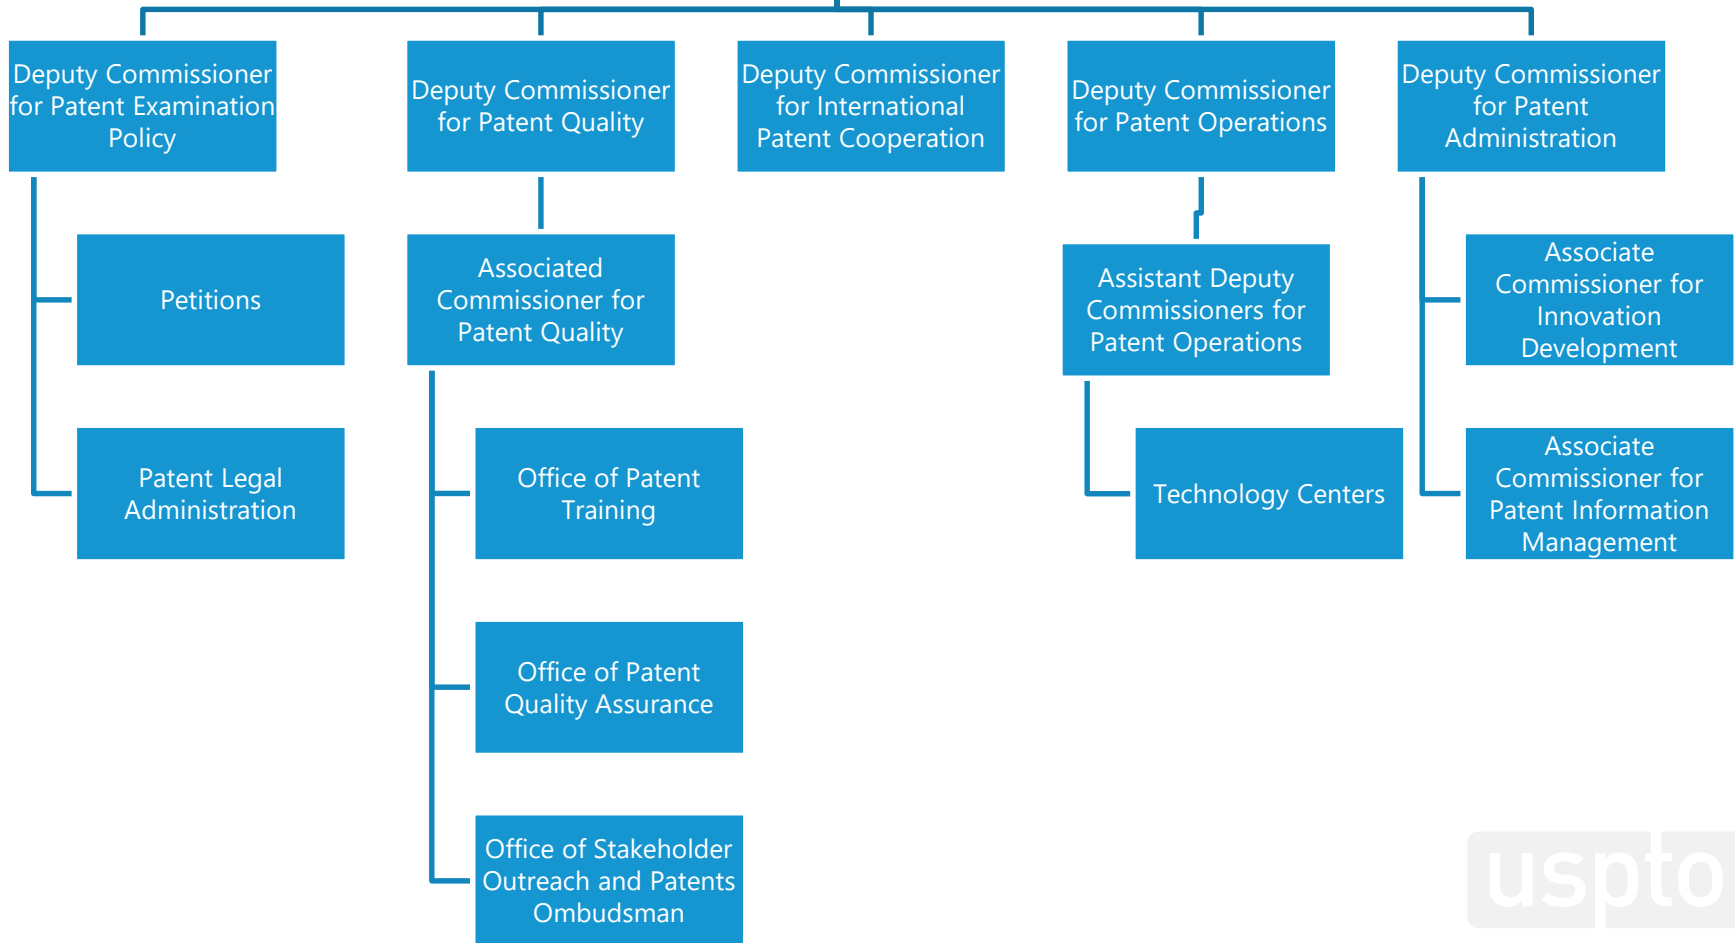 Deputy Commissioner
for Patent Examination
Policy
Deputy Commissioner
for Patent Quality
Deputy Commissioner
for International
Patent Cooperation
Deputy Commissioner
for Patent Operations
Deputy Commissioner
for Patent
Administration
Petitions
Associated
Commissioner for
Patent Quality
Assistant Deputy
Commissioners for
Patent Operations
Associate
Commissioner for
Innovation
Development
Patent Legal
Administration
Office of Patent
Training
Technology Centers
Associate
Commissioner for
Patent Information
Management
Office of Patent
Quality Assurance
Office of Stakeholder
Outreach and Patents
Ombudsman
uspto